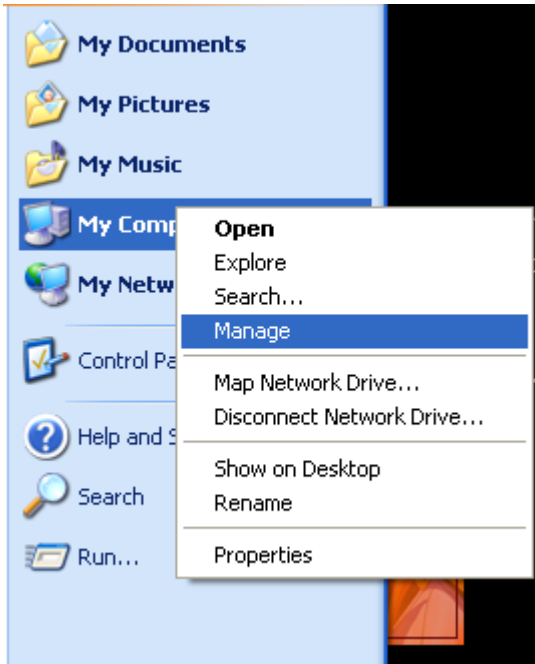 My Documents
My Pictures
My Music
My Comp
My Netw
Control Pa
Help and S
Search
Run...
Open
Explore
Search...
Manage
Map Network Drive...
Disconnect Network Drive...
Show on Desktop
Rename
Properties